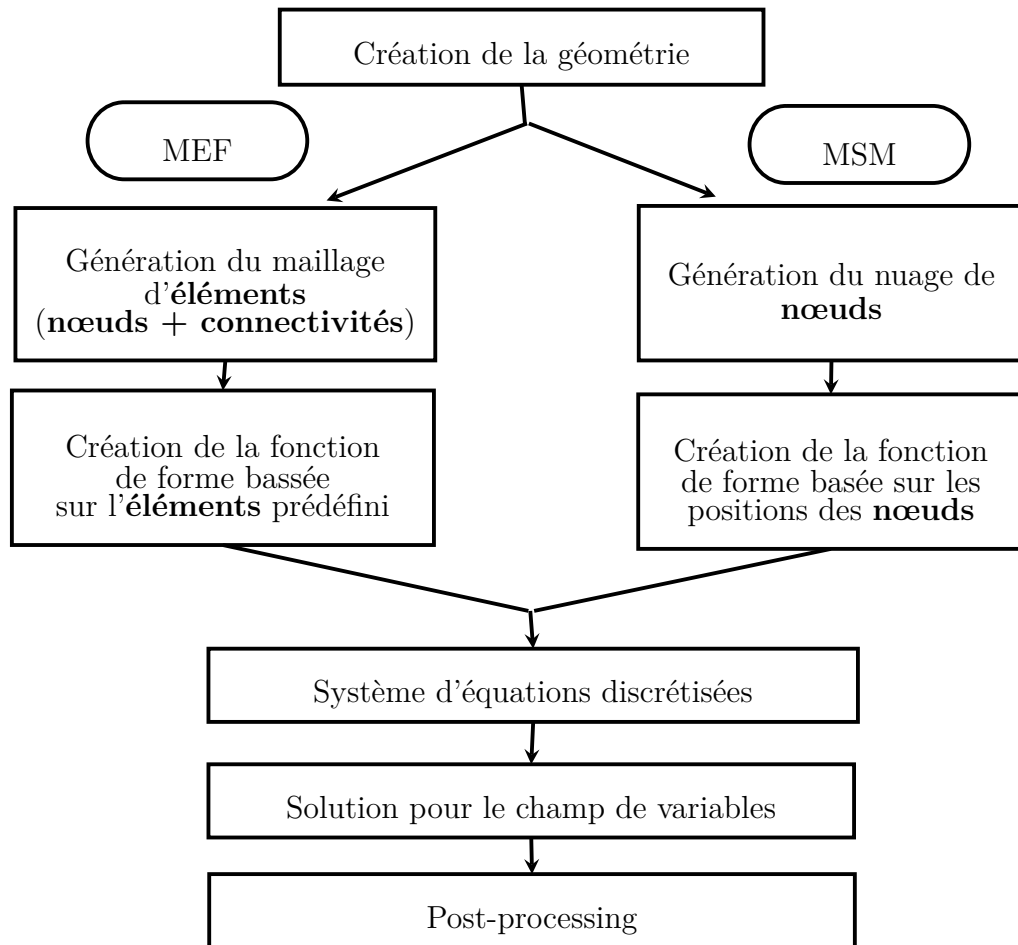 Création de la géométrie
MEF
MSM
Génération du maillage
d'éléments
(nœuds + connectivités)
Génération du nuage de
nœuds
Création de la fonction
de forme bassée
sur l'éléments prédéfini
Création de la fonction
de forme basée sur les
positions des nœuds
Système d'équations discrétisées
Solution pour le champ de variables
Post-processing